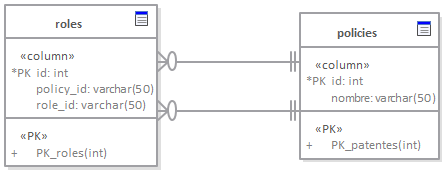 roles
«column»
*PK id: int
policy_id: varchar(50)
role_id: varchar(50)
«PK»
+ PK_roles(int)
policies
«column»
*PK id: int
nombre: varchar(50)
«PK»
+ PK_patentes(int)